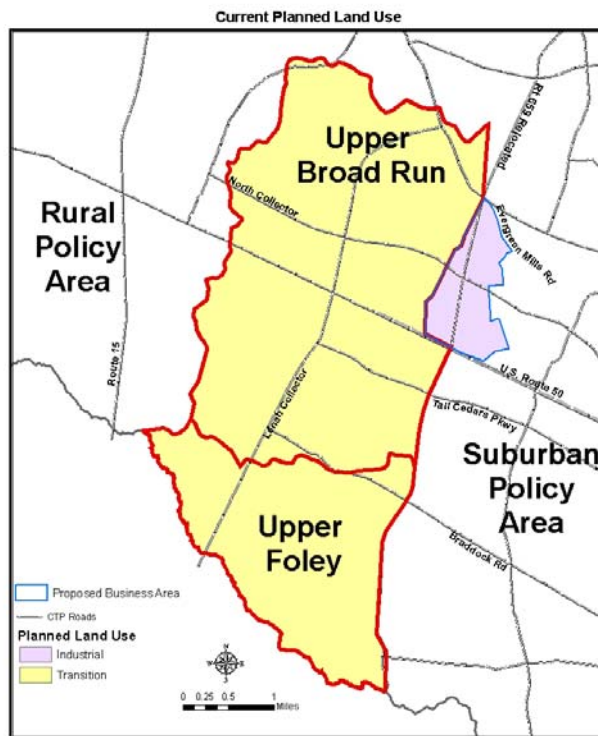 Current Planned Land Use
Upper
Broad Run
Rt 659 Relocated
North Collector
Evergreen Mills Rd
Rural
Policy
Area
Route 15
U.S. Route 50
Lenah Collector
Tall Cedars Pkwy
Suburban
Policy
Area
Upper
Foley
Braddock Rd
Proposed Business Area
CTP Roads
Planned Land Use
Industrial
Transition
N
W
E
S
0 0.25 0.5 1
Miles